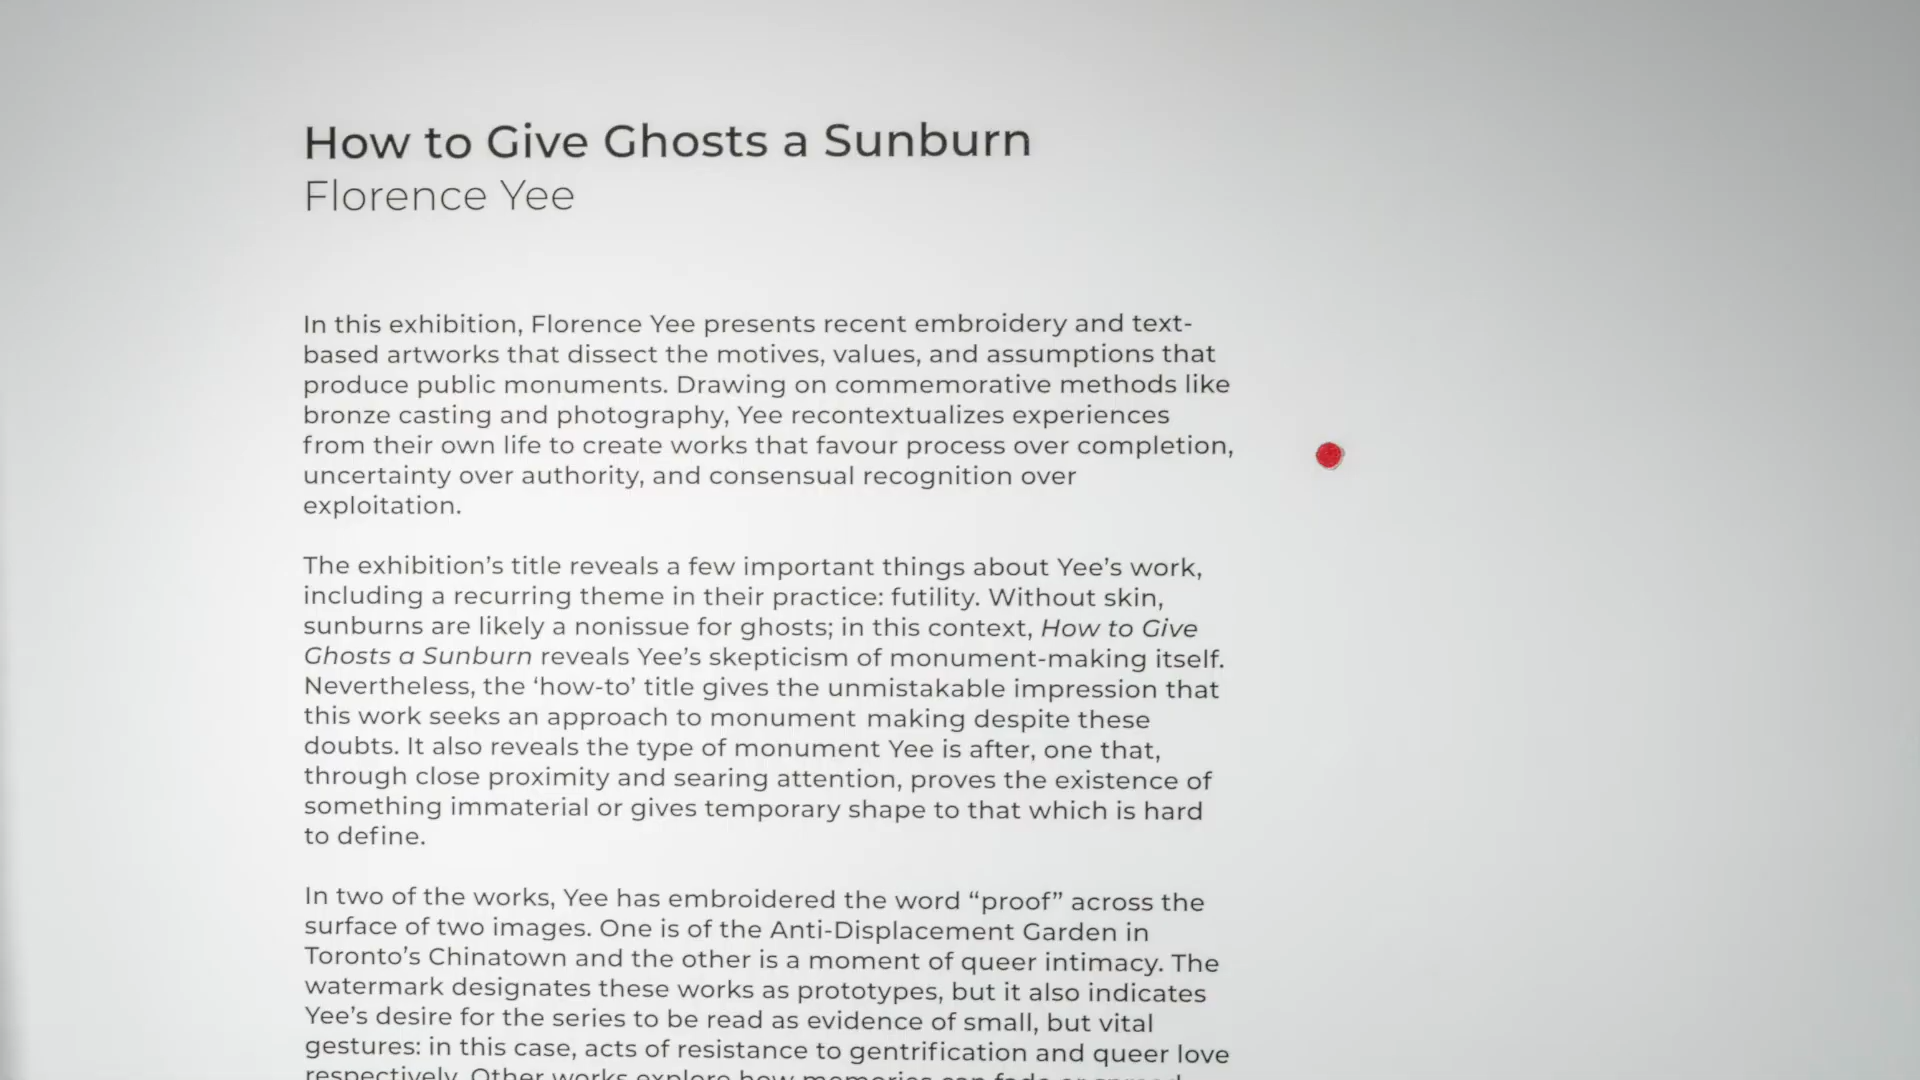 How to Give Ghosts a Sunburn
Florence Yee
In this exhibition, Florence Yee presents recent embroidery and text-
based artworks that dissect the motives, values, and assumptions that
produce public monuments. Drawing on commemorative methods like
bronze casting and photography, Yee recontextualizes experiences
from their own life to create works that favour process over completion,
uncertainty over authority, and consensual recognition over
exploitation.
The exhibition’s title reveals a few important things about Yee’s work,
including a recurring theme in their practice: futility. Without skin,
sunburns are likely a nonissue for ghosts; in this context, How to Give
Ghosts a Sunburn reveals Yee’s skepticism of monument-making itself.
Nevertheless, the ‘how-to’ title gives the unmistakable impression that
this work seeks an approach to monument making despite these
doubts. It also reveals the type of monument Yee is after, one that,
through close proximity and searing attention, proves the existence of
something immaterial or gives temporary shape to that which is hard
to define.
In two of the works, Yee has embroidered the word “proof” across the
surface of two images. One is of the Anti-Displacement Garden in
Toronto’s Chinatown and the other is a moment of queer intimacy. The
watermark designates these works as prototypes, but it also indicates
Yee’s desire for the series to be read as evidence of small, but vital
gestures: in this case, acts of resistance to gentrification and queer love
respectively. Other works explore how memories can fade or spread